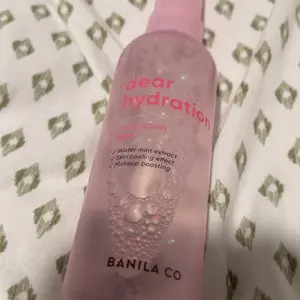 dear
hydration
✓ Water mint extract
✓ Skin cooling effect
✓ Makeup boosting
BANILA CO